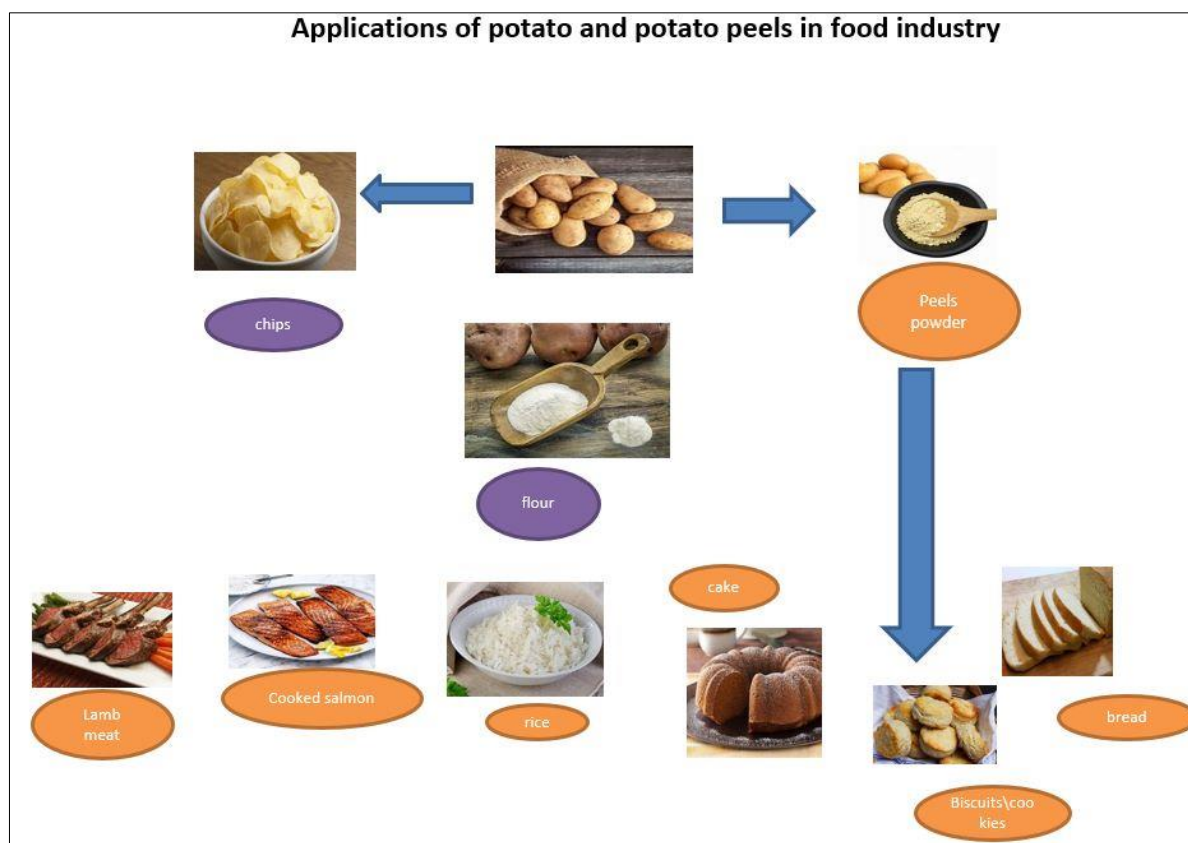 Applications of potato and potato peels in food industry
chips
Peels
powder
flour
cake
Lamb
meat
Cooked salmon
rice
bread
Biscuits\coo
kies